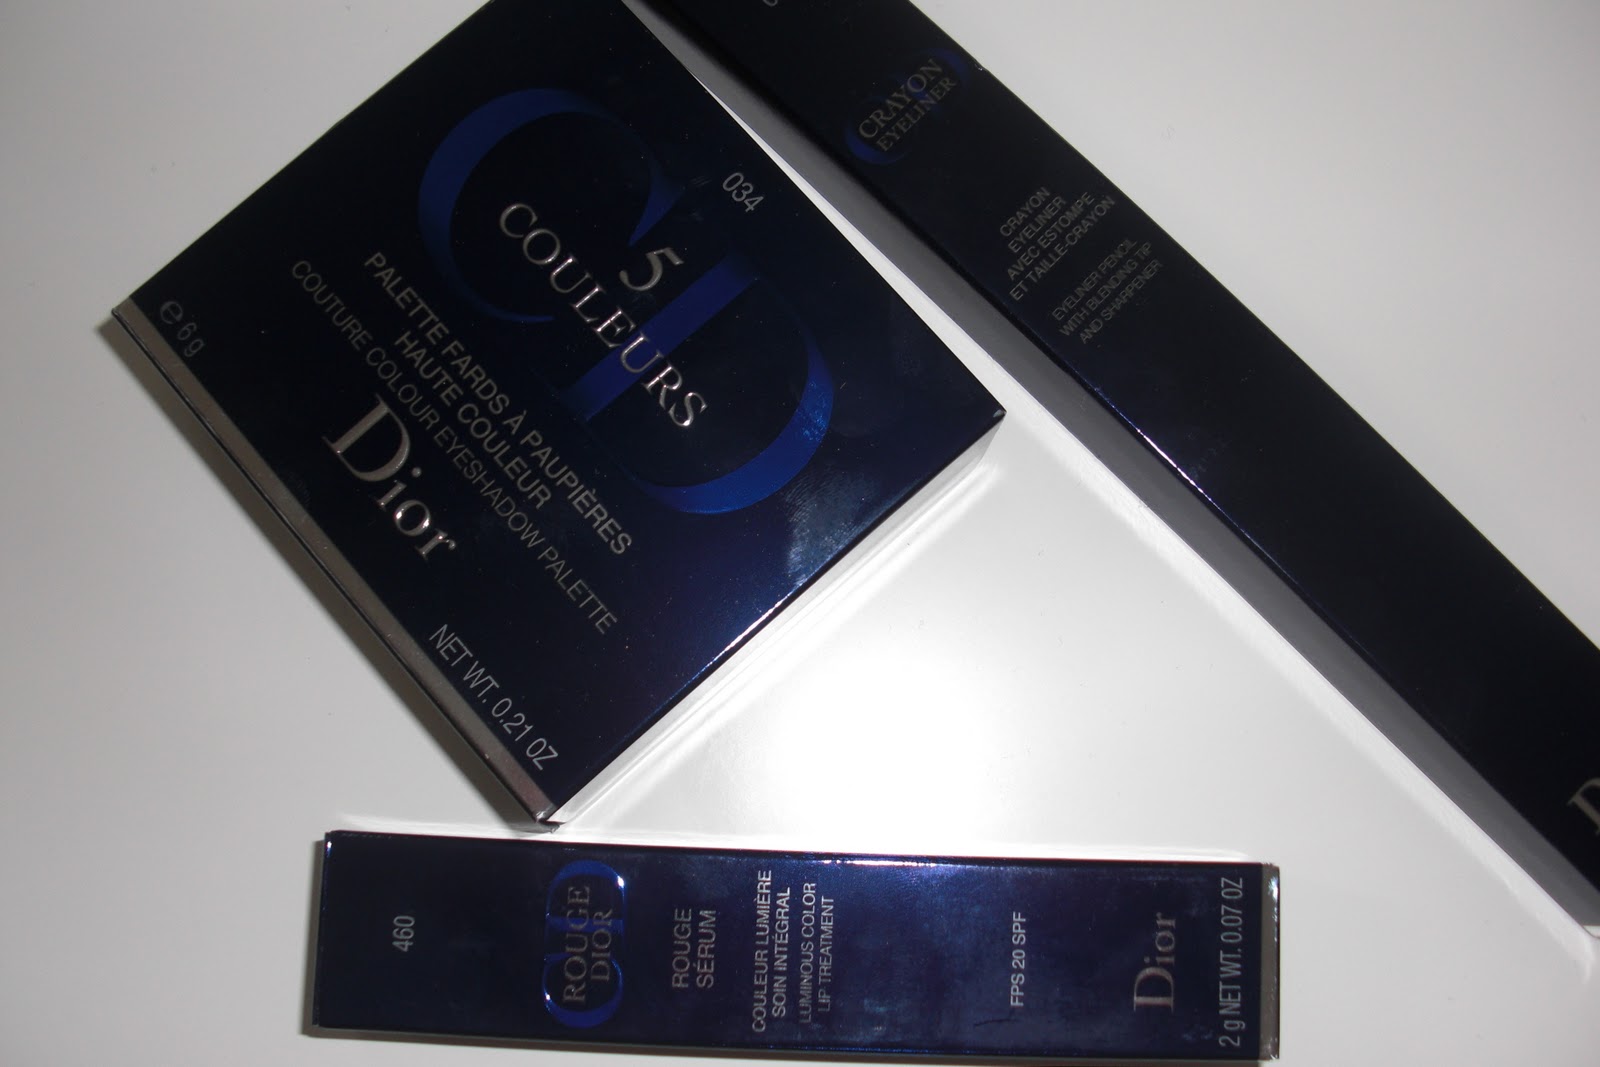 034
5
COULEURS
PALETTE FARDS À PAUPIÈRES
HAUTE COULEUR
COUTURE COLOUR EYESHADOW PALETTE
Dior
e 6 g
NET WT. 0.21 OZ
CRAYON
EYELINER
CRAYON
EYELINER
AVEC ESTOMPE
ET TAILLE-CRAYON
EYELINER PENCIL
WITH BLENDING TIP
AND SHARPENER
460
ROUGE
DIOR
ROUGE
SÉRUM
COULEUR LUMIÈRE
SOIN INTÉGRAL
LUMINOUS COLOR
LIP TREATMENT
FPS 20 SPF
Dior
2 g NET WT. 0.07 OZ